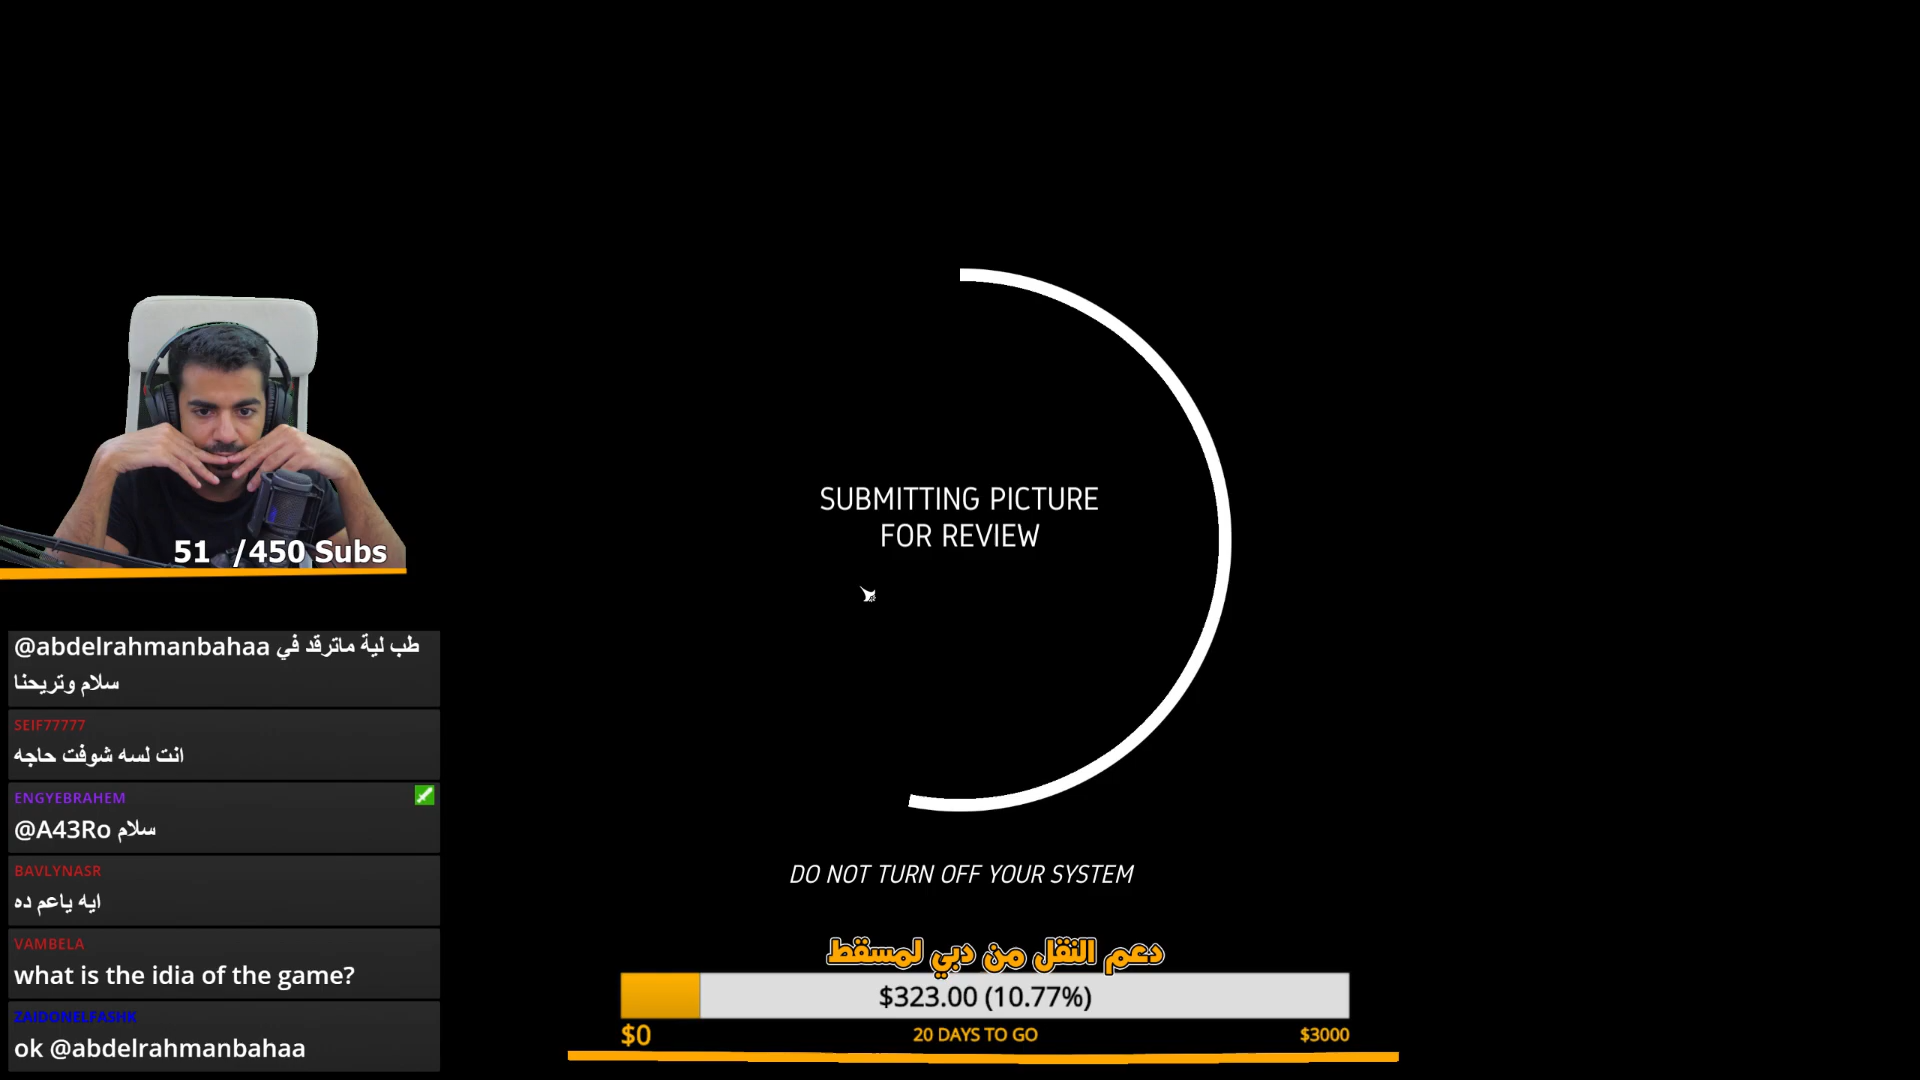 51 /450 Subs
@abdelrahmanbahaa طب لية ماترقد في
سلام وتريحنا
SEIF77777
انت لسه شوفت حاجه
ENGYEBRAHEM
@A43Ro سلام
BAVLYNASR
ايه ياعم ده
VAMBELA
what is the idia of the game?
ZAIDONELFASHK
ok @abdelrahmanbahaa
SUBMITTING PICTURE
FOR REVIEW
DO NOT TURN OFF YOUR SYSTEM
دعم النقل من دبي لمسقط
$323.00 (10.77%)
$0
20 DAYS TO GO
$3000